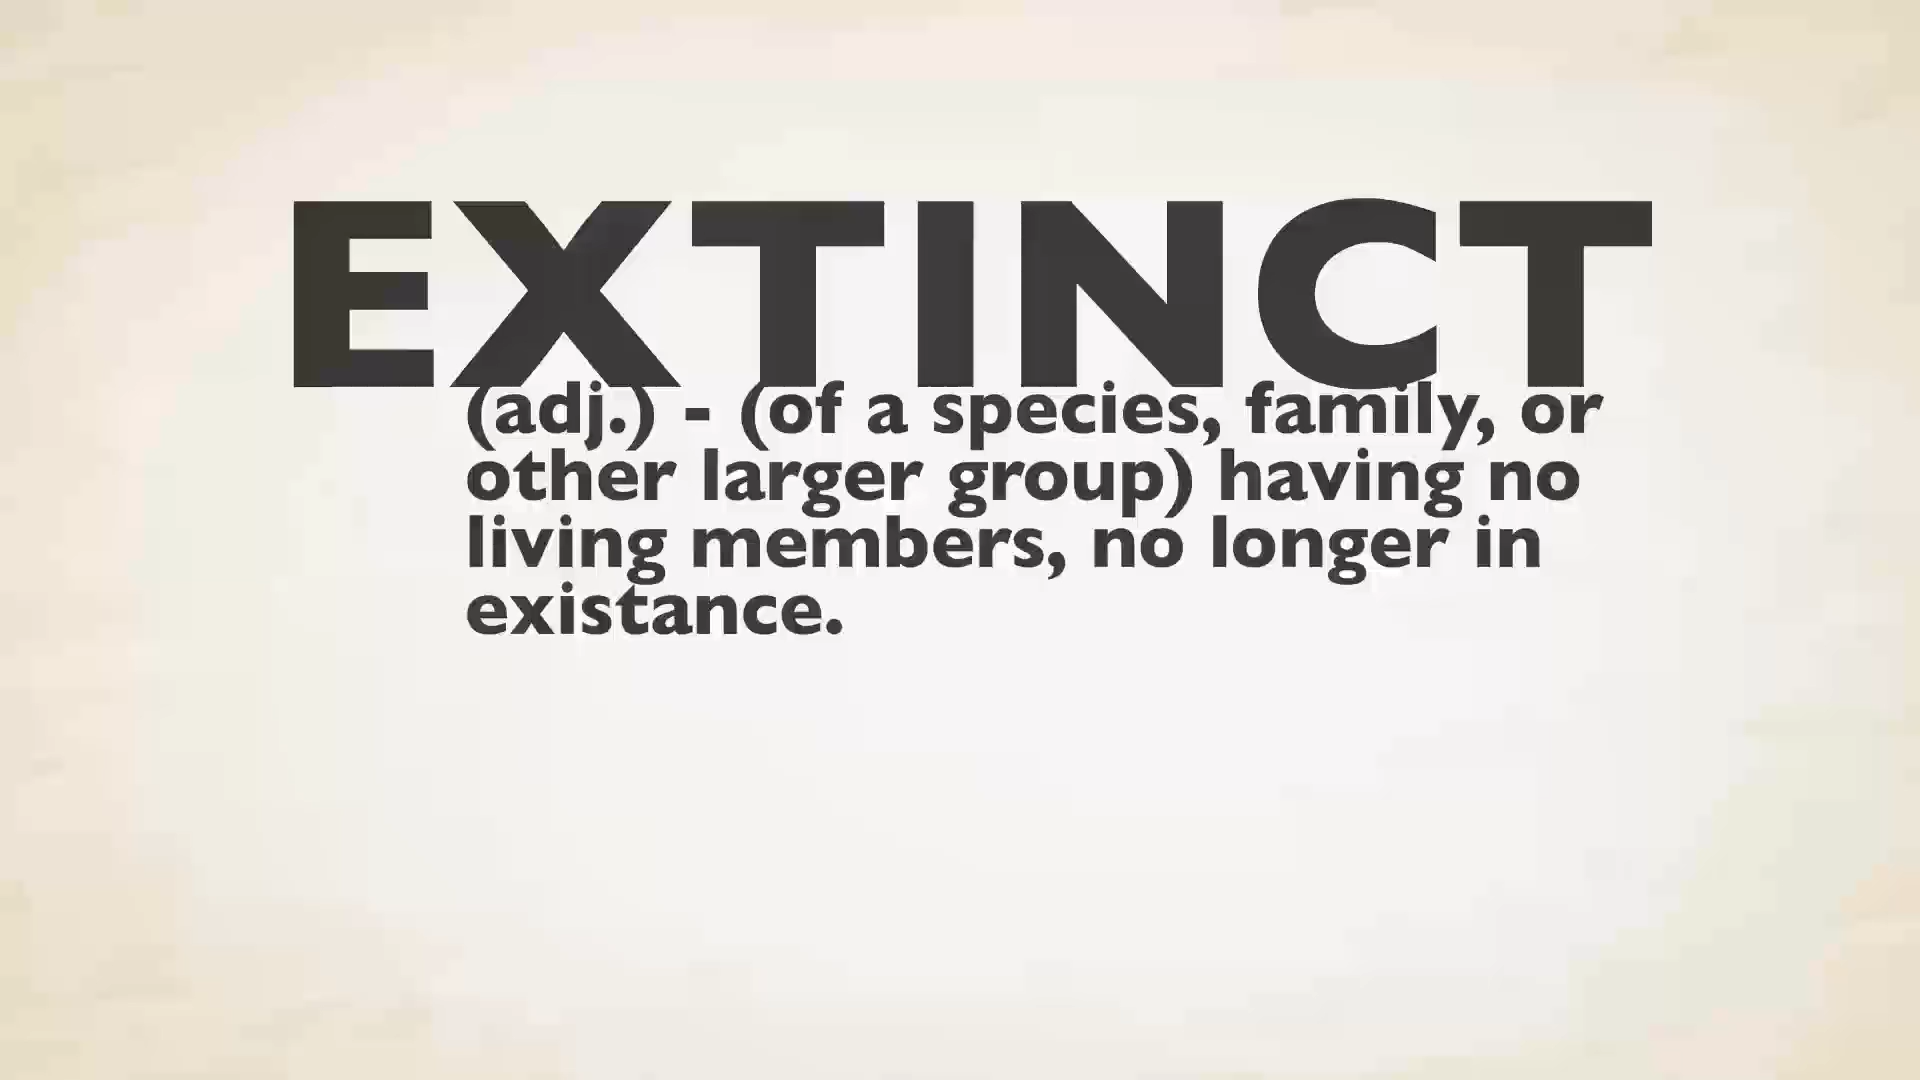 EXTINCT
(adj.) - (of a species, family, or
other larger group) having no
living members, no longer in
existance.